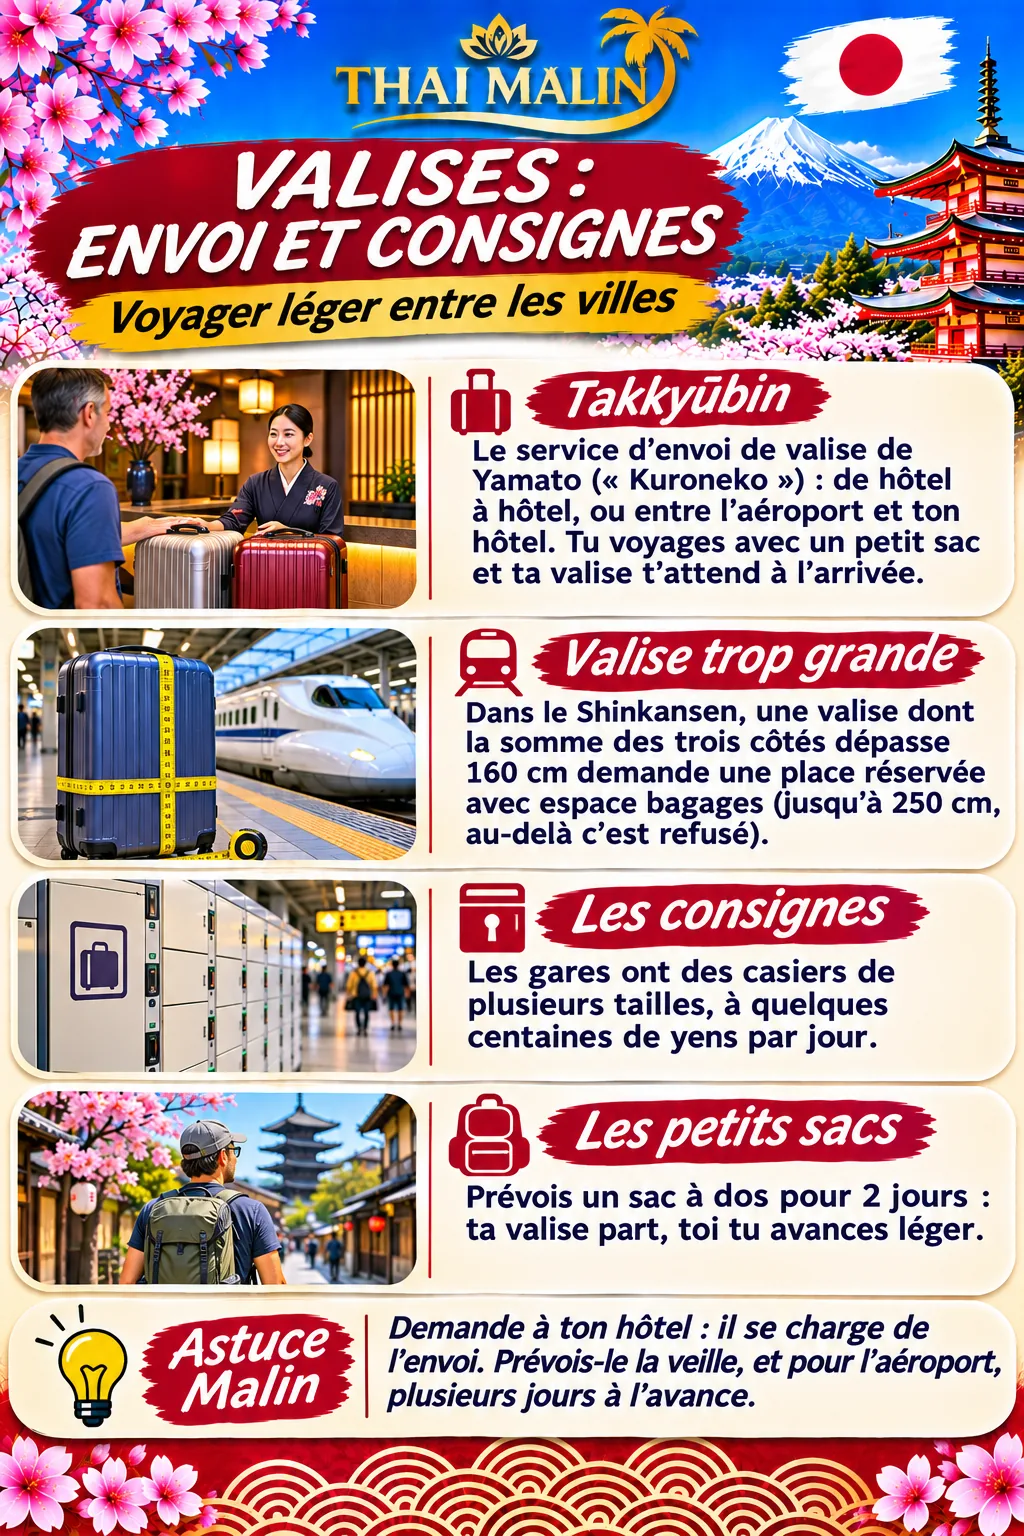 THAI MALIN
VALISES :
ENVOI ET CONSIGNES
Voyager léger entre les villes
Takkyūbin
Le service d'envoi de valise de
Yamato (« Kuroneko ») : de hôtel
à hôtel, ou entre l'aéroport et ton
hôtel. Tu voyages avec un petit sac
et ta valise t'attend à l'arrivée.
Valise trop grande
Dans le Shinkansen, une valise dont
la somme des trois côtés dépasse
160 cm demande une place réservée
avec espace bagages (jusqu'à 250 cm,
au-delà c'est refusé).
Les consignes
Les gares ont des casiers de
plusieurs tailles, à quelques
centaines de yens par jour.
Les petits sacs
Prévois un sac à dos pour 2 jours :
ta valise part, toi tu avances léger.
Astuce
Malin
Demande à ton hôtel : il se charge de
l'envoi. Prévois-le la veille, et pour l'aéroport,
plusieurs jours à l'avance.